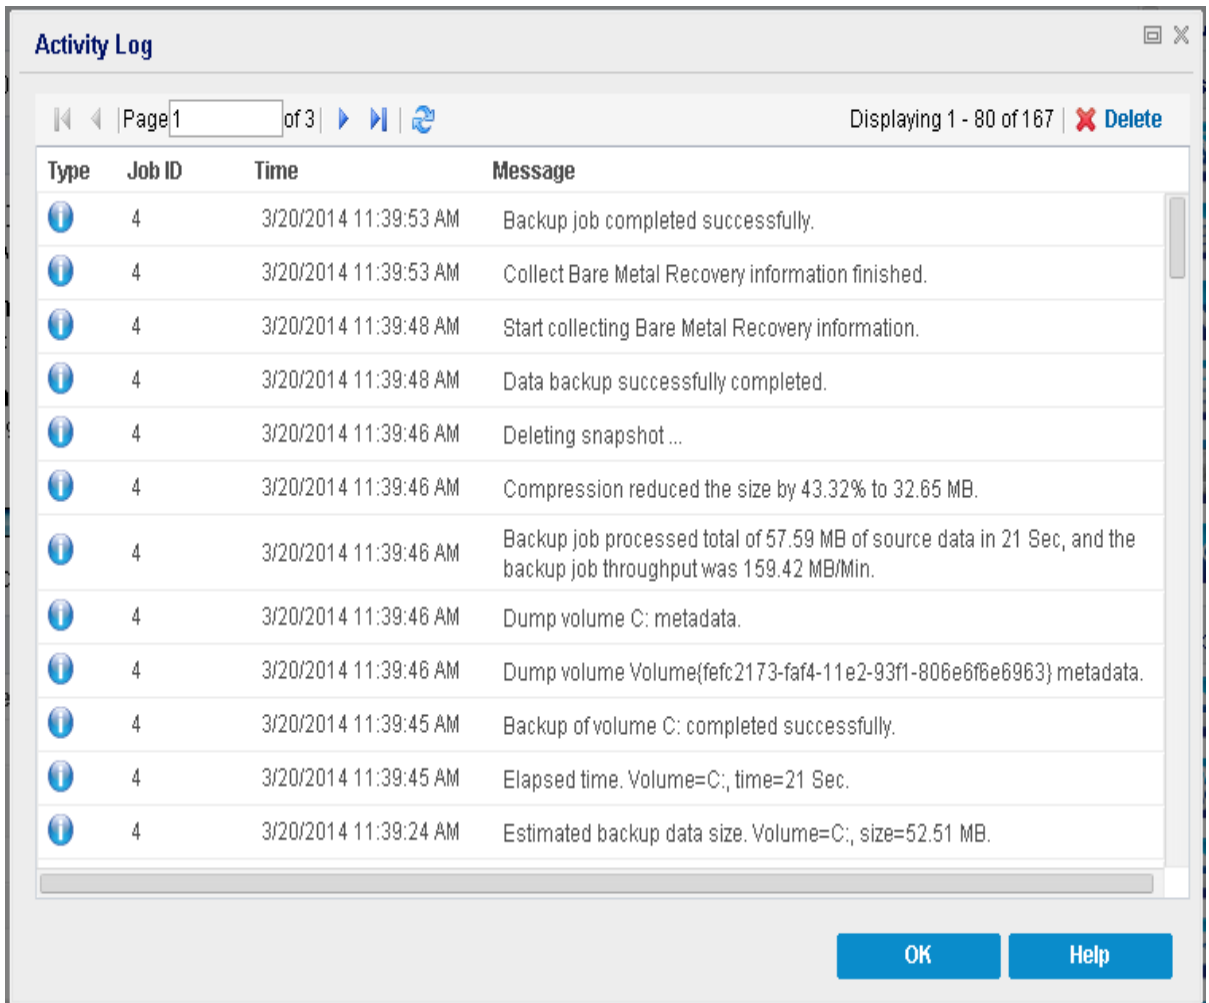 Activity Log
Page 1 of 3 Displaying 1 - 80 of 167 Delete
Type Job ID Time Message
4 3/20/2014 11:39:53 AM Backup job completed successfully.
4 3/20/2014 11:39:53 AM Collect Bare Metal Recovery information finished.
4 3/20/2014 11:39:48 AM Start collecting Bare Metal Recovery information.
4 3/20/2014 11:39:48 AM Data backup successfully completed.
4 3/20/2014 11:39:46 AM Deleting snapshot ...
4 3/20/2014 11:39:46 AM Compression reduced the size by 43.32% to 32.65 MB.
4 3/20/2014 11:39:46 AM Backup job processed total of 57.59 MB of source data in 21 Sec, and the
backup job throughput was 159.42 MB/Min.
4 3/20/2014 11:39:46 AM Dump volume C: metadata.
4 3/20/2014 11:39:46 AM Dump volume Volume{fefc2173-faf4-11e2-93f1-806e6f6e6963} metadata.
4 3/20/2014 11:39:45 AM Backup of volume C: completed successfully.
4 3/20/2014 11:39:45 AM Elapsed time. Volume=C:, time=21 Sec.
4 3/20/2014 11:39:24 AM Estimated backup data size. Volume=C:, size=52.51 MB.
OK Help